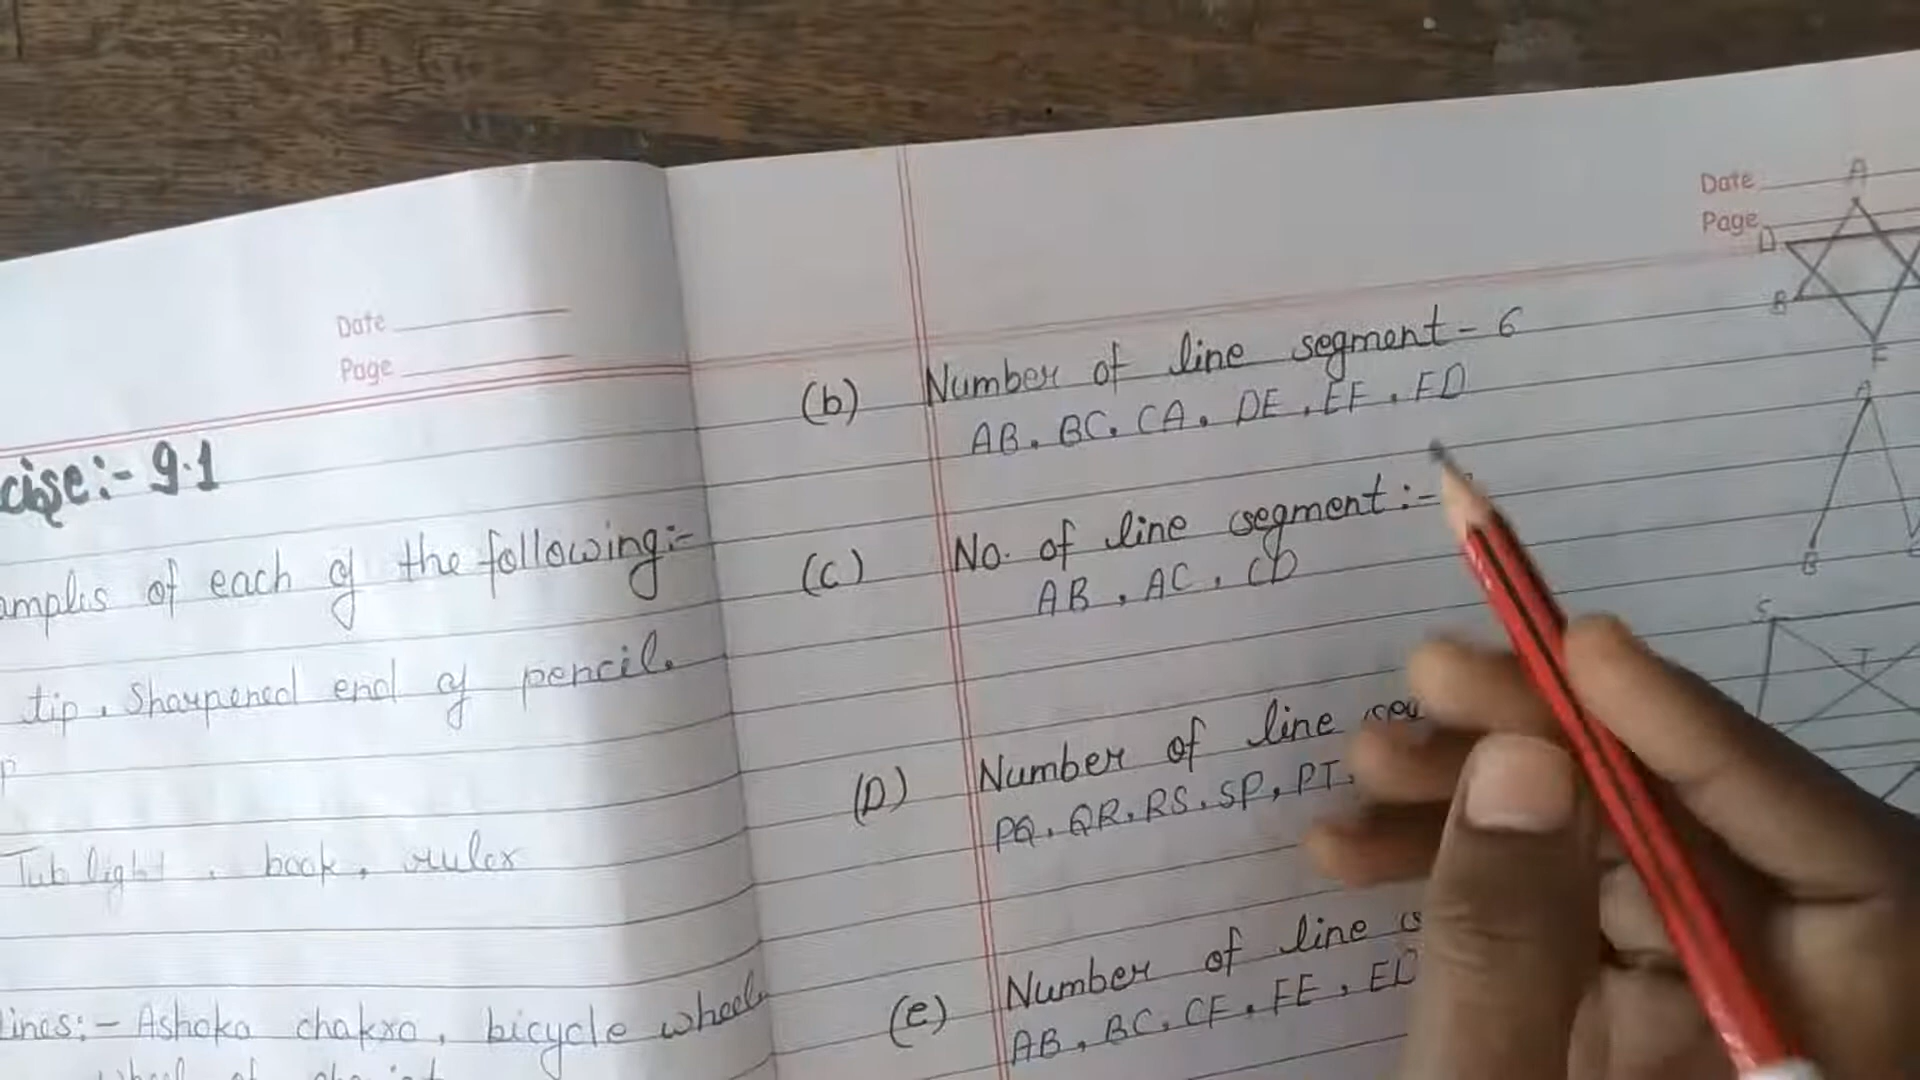 Date
Page
cise:- 9.1
amples of each of the following:-
tip, Sharpened end of pencil.
p
Tub light, book, ruler
lines:- Ashoka chakra, bicycle wheel
wheel of
Date
Page
A
D
B
F
(b) Number of line segment - 6
AB, BC, CA, DE, EF, FD
A
B
(c) No. of line segment :-
AB, AC, CD
S
T
(D) Number of line
PQ, QR, RS, SP, PT,
(e) Number of line s
AB, BC, CF, FE, ED